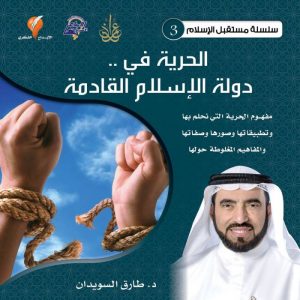 سلسلة مستقبل الإسلام 3
الحرية في ..
دولة الإسلام القادمة
مفهوم الحرية التي نحلم بها
وتطبيقاتها وصورها وصفاتها
والمفاهيم المغلوطة حولها
د. طارق السويدان